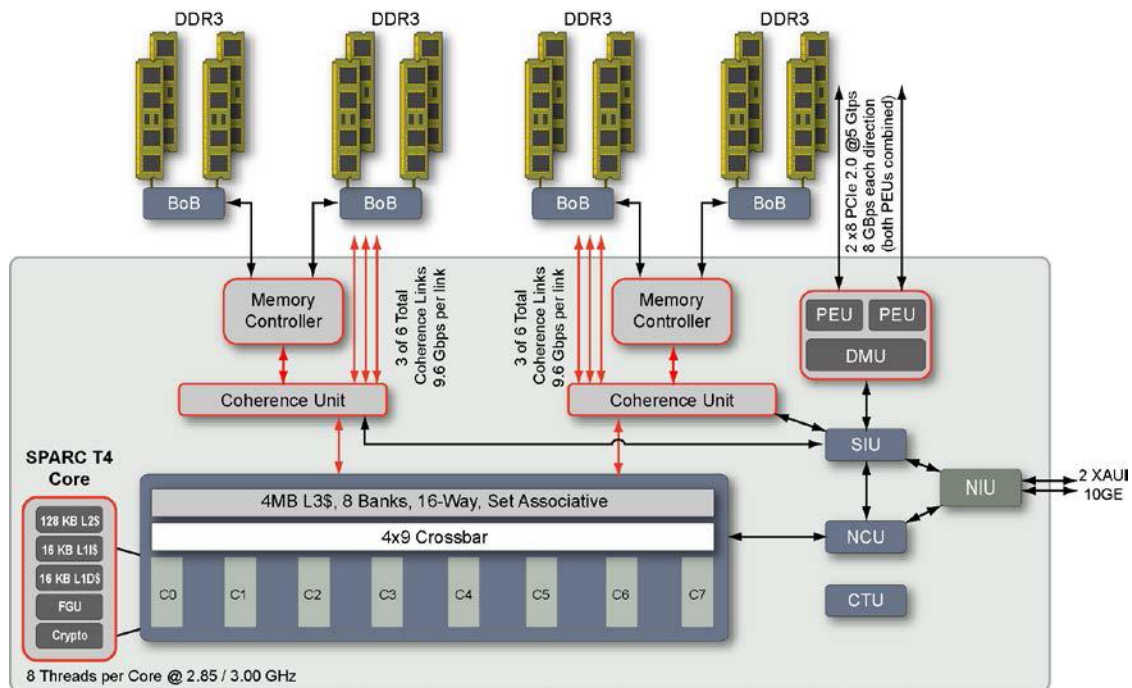 DDR3
DDR3
DDR3
DDR3
BoB
BoB
BoB
BoB
2 x8 PCIe 2.0 @5 Gtps
8 GBps each direction
(both PEUs combined)
Memory
Controller
3 of 6 Total
Coherence Links
9.6 Gbps per link
3 of 6 Total
Coherence Links
9.6 Gbps per link
Memory
Controller
PEU
PEU
DMU
Coherence Unit
Coherence Unit
SIU
SPARC T4
Core
128 KB L2$
16 KB L1I$
16 KB L1D$
FGU
Crypto
4MB L3$, 8 Banks, 16-Way, Set Associative
4x9 Crossbar
C0
C1
C2
C3
C4
C5
C6
C7
NIU
2 XAUI
10GE
NCU
CTU
8 Threads per Core @ 2.85 / 3.00 GHz